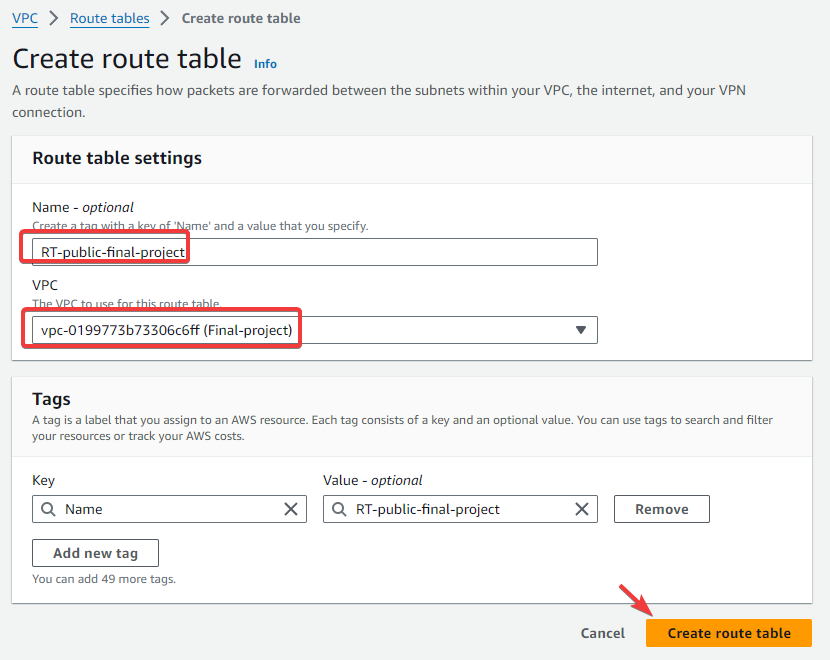 VPC > Route tables > Create route table
Create route table Info
A route table specifies how packets are forwarded between the subnets within your VPC, the internet, and your VPN
connection.
Route table settings
Name - optional
Create a tag with a key of 'Name' and a value that you specify.
RT-public-final-project
VPC
The VPC to use for this route table.
vpc-0199773b73306c6ff (Final-project)
Tags
A tag is a label that you assign to an AWS resource. Each tag consists of a key and an optional value. You can use tags to search and filter
your resources or track your AWS costs.
Key Value - optional
Name RT-public-final-project Remove
Add new tag
You can add 49 more tags.
Cancel Create route table